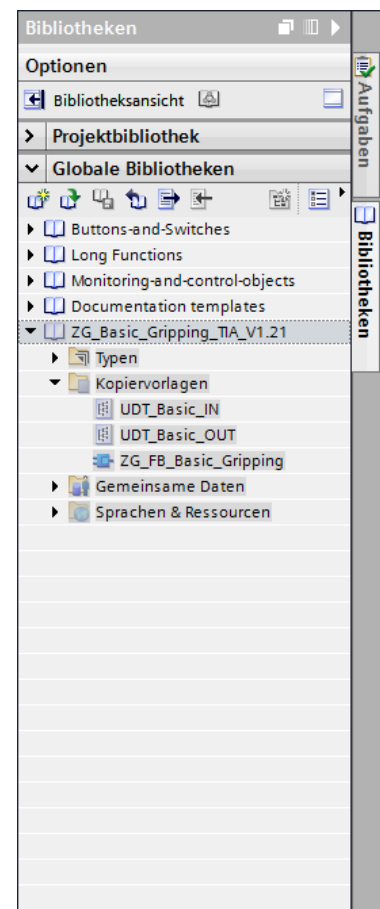 Bibliotheken
Optionen
Bibliotheksansicht
Projektbibliothek
Globale Bibliotheken
Buttons-and-Switches
Long Functions
Monitoring-and-control-objects
Documentation templates
ZG_Basic_Gripping_TIA_V1.21
Typen
Kopiervorlagen
UDT_Basic_IN
UDT_Basic_OUT
ZG_FB_Basic_Gripping
Gemeinsame Daten
Sprachen & Ressourcen
Aufgaben
Bibliotheken